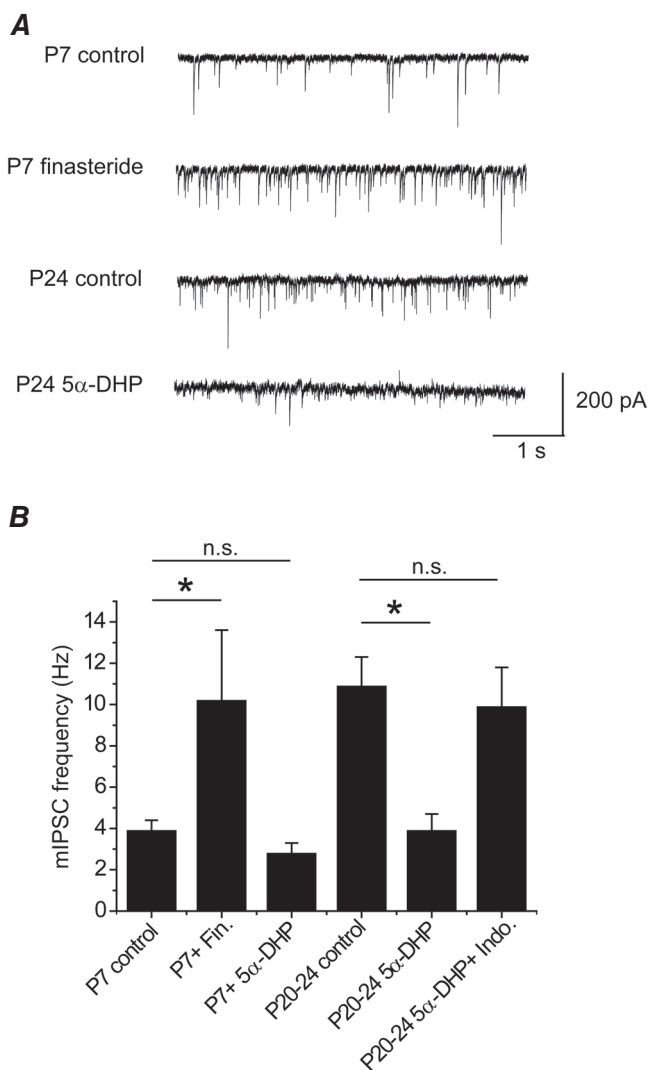 A
P7 control
P7 finasteride
P24 control
P24 5α-DHP
200 pA
1 s
B
n.s.
*
n.s.
*
mIPSC frequency (Hz)
14
12
10
8
6
4
2
0
P7 control
P7+ Fin.
P7+ 5α-DHP
P20-24 control
P20-24 5α-DHP
P20-24 5α-DHP+ Indo.